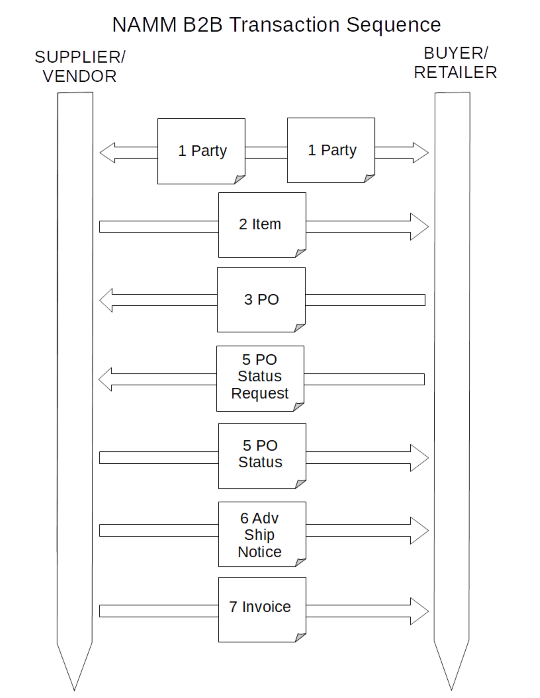 NAMM B2B Transaction Sequence
SUPPLIER/
VENDOR
BUYER/
RETAILER
1 Party
1 Party
2 Item
3 PO
5 PO
Status
Request
5 PO
Status
6 Adv
Ship
Notice
7 Invoice